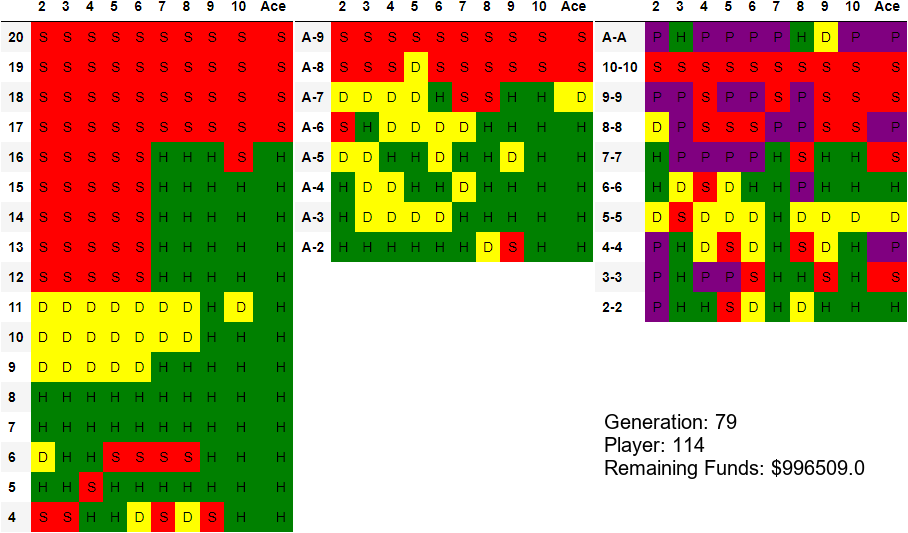 2 3 4 5 6 7 8 9 10 Ace
20 S S S S S S S S S S
19 S S S S S S S S S S
18 S S S S S S S S S S
17 S S S S S S S S S S
16 S S S S S H H H S H
15 S S S S S H H H H H
14 S S S S S H H H H H
13 S S S S S H H H H H
12 S S S S S H H H H H
11 D D D D D D D H D H
10 D D D D D D D H H H
9 D D D D D H H H H H
8 H H H H H H H H H H
7 H H H H H H H H H H
6 D H H S S S S H H H
5 H H S H H H H H H H
4 S S H H D S D S H H
2 3 4 5 6 7 8 9 10 Ace
A-9 S S S S S S S S S S
A-8 S S S D S S S S S S
A-7 D D D D H S S H H D
A-6 S H D D D D H H H H
A-5 D D H H D H H D H H
A-4 H D D H H D H H H H
A-3 H D D D D H H H H H
A-2 H H H H H H D S H H
2 3 4 5 6 7 8 9 10 Ace
A-A P H P P P P H D P P
10-10 S S S S S S S S S S
9-9 P P S P P S P S S S
8-8 D P S S S P P S S P
7-7 H P P P P H S H H S
6-6 H D S D H H P H H H
5-5 D S D D D H D D D D
4-4 P H D S D H S D H P
3-3 P H P P S H H S H S
2-2 P H H S D H D H H H
Generation: 79
Player: 114
Remaining Funds: $996509.0